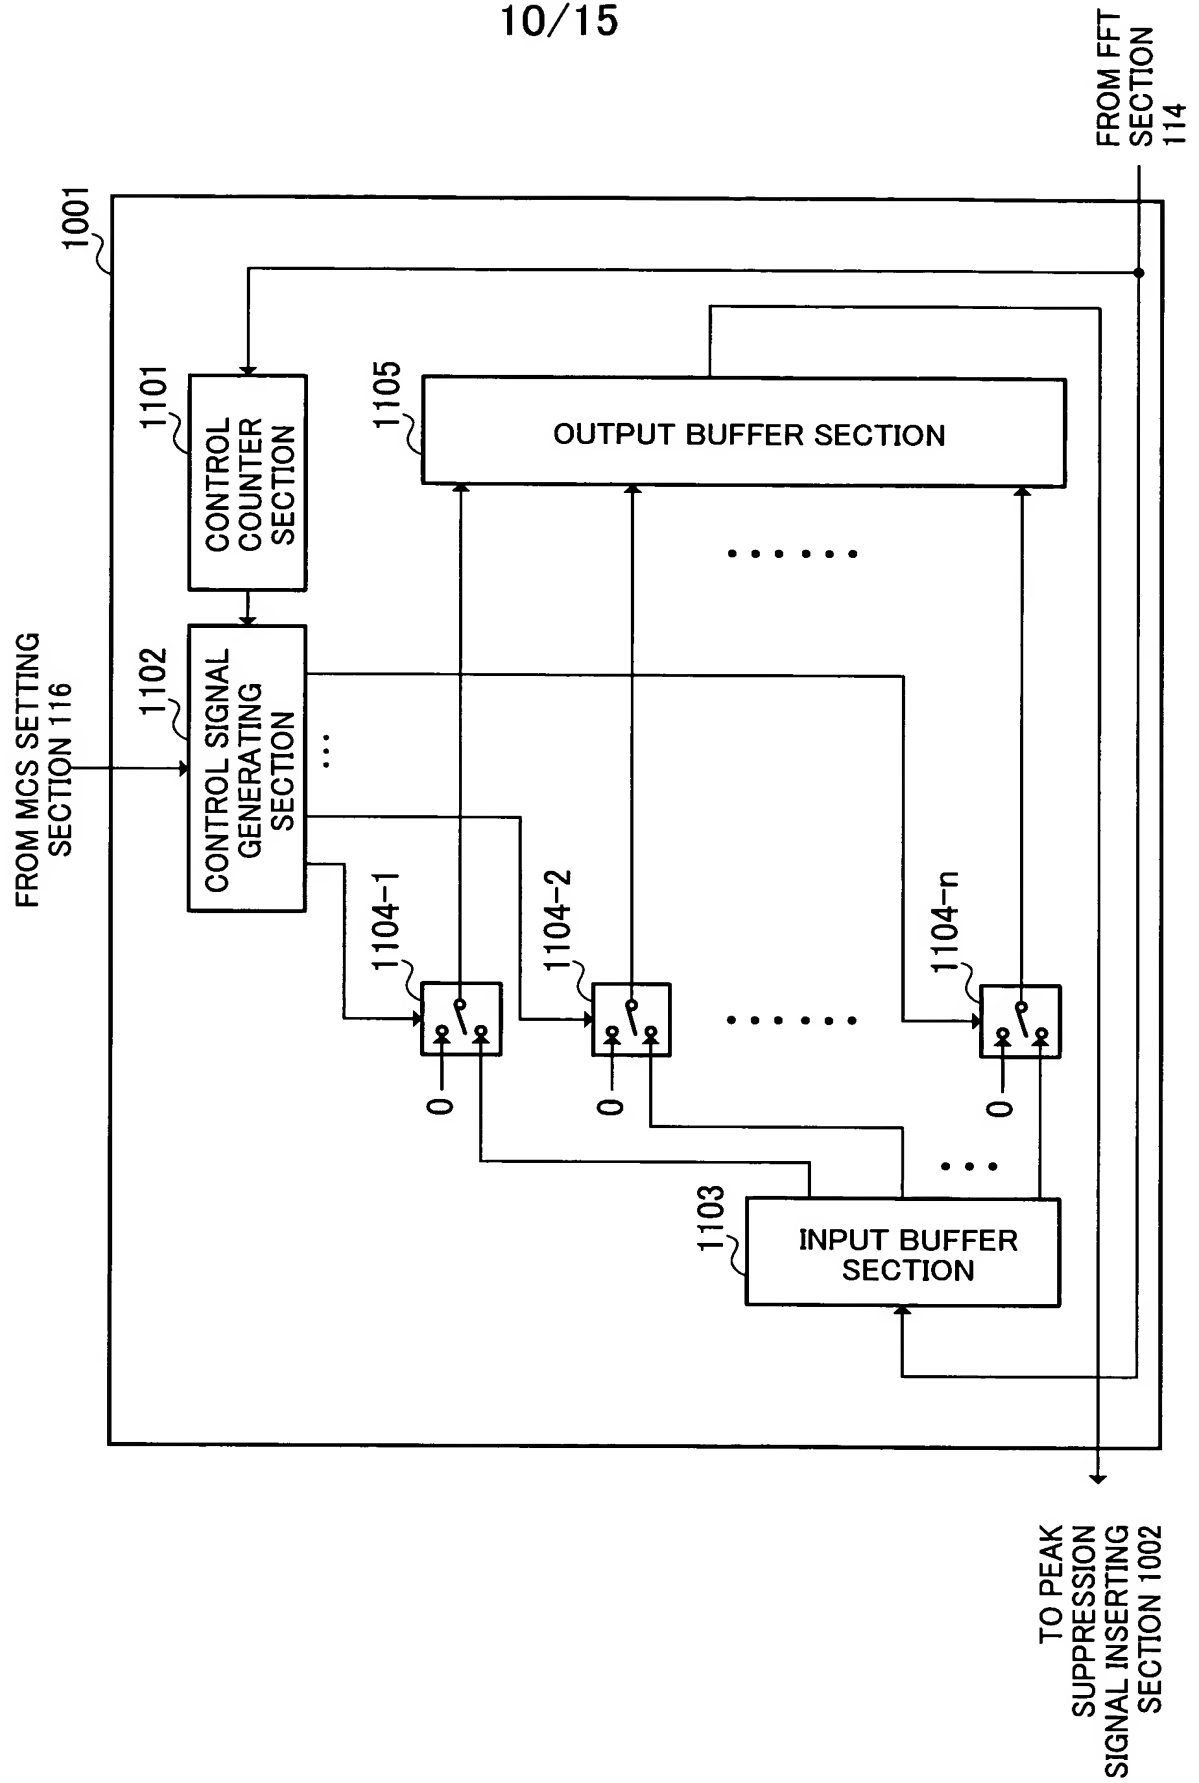 10/15
FROM MCS SETTING
SECTION 116
1001
1102
CONTROL SIGNAL
GENERATING
SECTION
1101
CONTROL
COUNTER
SECTION
1104-1
0
1105
OUTPUT BUFFER SECTION
1104-2
0
1104-n
0
1103
INPUT BUFFER
SECTION
FROM FFT
SECTION
114
TO PEAK
SUPPRESSION
SIGNAL INSERTING
SECTION 1002